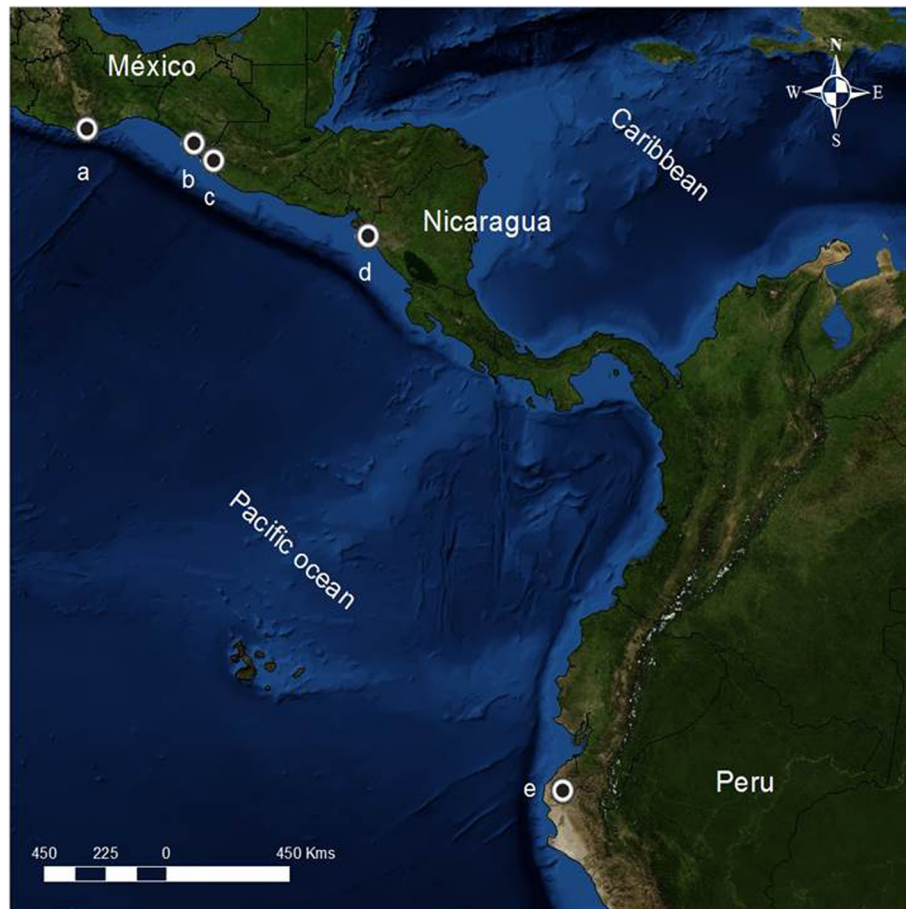 México
N
W E
S
Caribbean
a
b
c
Nicaragua
d
Pacific ocean
e
Peru
450 225 0 450 Kms